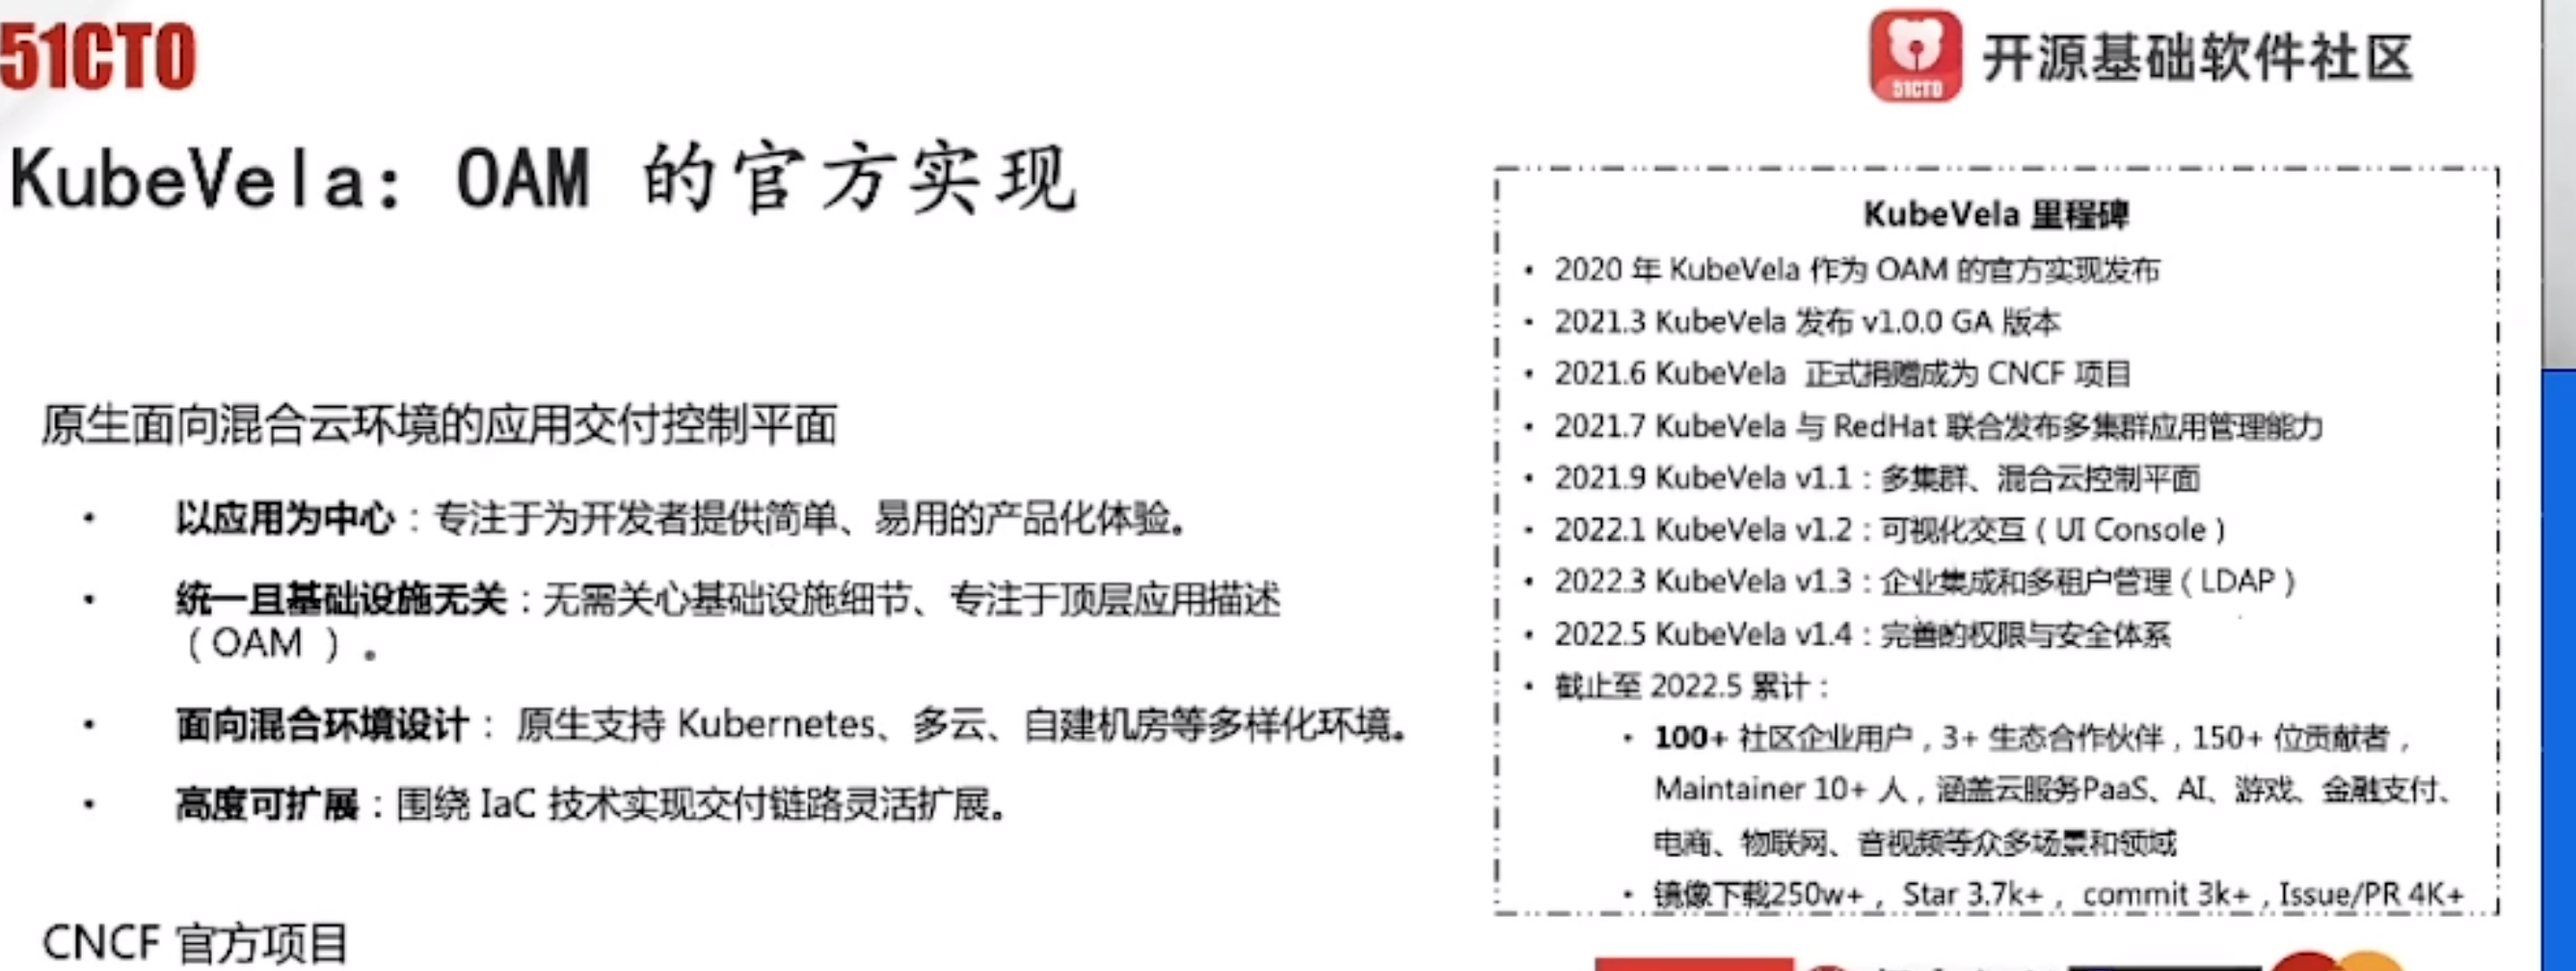 51CTO
51CTO
开源基础软件社区
KubeVela: OAM 的官方实现
原生面向混合云环境的应用交付控制平面
• 以应用为中心：专注于为开发者提供简单、易用的产品化体验。
• 统一且基础设施无关：无需关心基础设施细节、专注于顶层应用描述
（OAM ）。
• 面向混合环境设计： 原生支持 Kubernetes、多云、自建机房等多样化环境。
• 高度可扩展：围绕 IaC 技术实现交付链路灵活扩展。
CNCF 官方项目
KubeVela 里程碑
• 2020 年 KubeVela 作为 OAM 的官方实现发布
• 2021.3 KubeVela 发布 v1.0.0 GA 版本
• 2021.6 KubeVela 正式捐赠成为 CNCF 项目
• 2021.7 KubeVela 与 RedHat 联合发布多集群应用管理能力
• 2021.9 KubeVela v1.1：多集群、混合云控制平面
• 2022.1 KubeVela v1.2：可视化交互（UI Console）
• 2022.3 KubeVela v1.3：企业集成和多租户管理（LDAP）
• 2022.5 KubeVela v1.4：完善的权限与安全体系
• 截止至 2022.5 累计：
• 100+ 社区企业用户，3+ 生态合作伙伴，150+ 位贡献者，
Maintainer 10+ 人，涵盖云服务PaaS、AI、游戏、金融支付、
电商、物联网、音视频等众多场景和领域
• 镜像下载250w+， Star 3.7k+， commit 3k+，Issue/PR 4K+